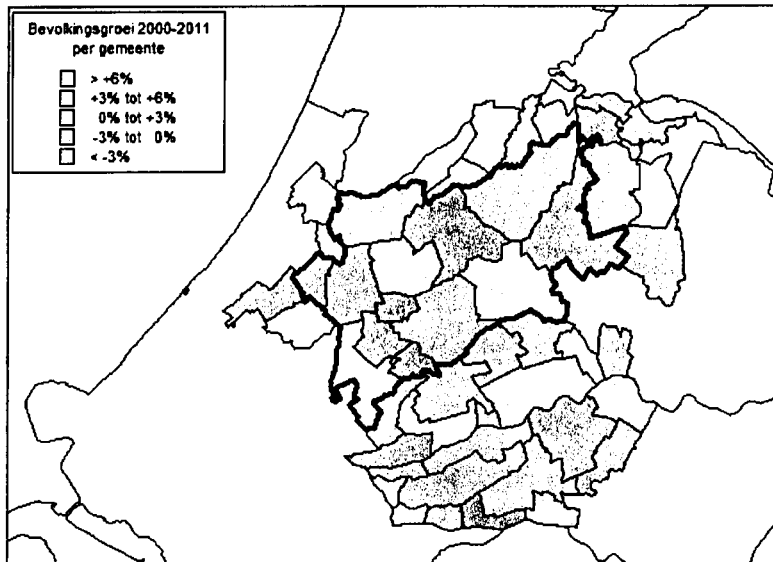 Bevolkingsgroei 2000-2011
per gemeente
> +6%
+3% tot +6%
0% tot +3%
-3% tot 0%
< -3%